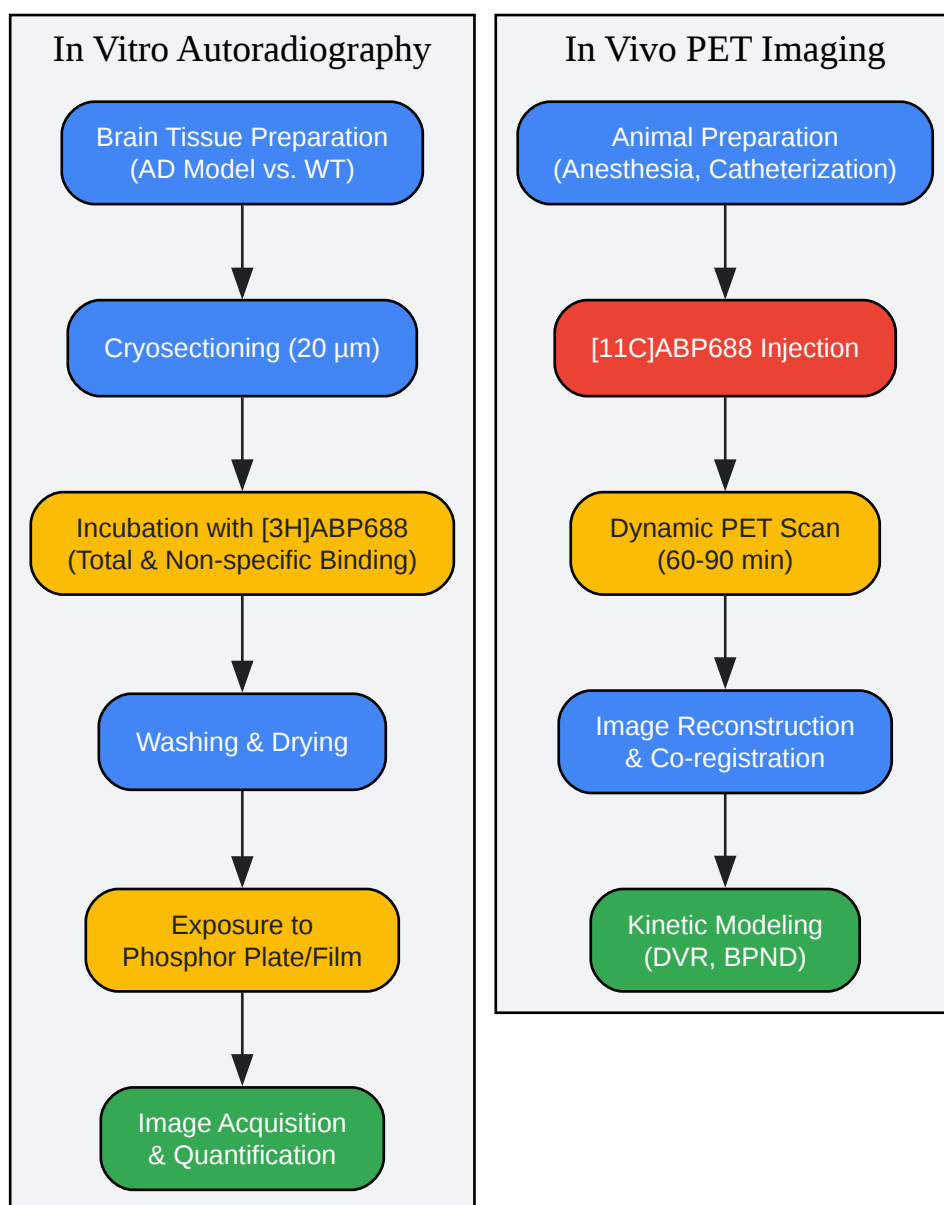 In Vitro Autoradiography
Brain Tissue Preparation
(AD Model vs. WT)
Cryosectioning (20 µm)
Incubation with [3H]ABP688
(Total & Non-specific Binding)
Washing & Drying
Exposure to
Phosphor Plate/Film
Image Acquisition
& Quantification
In Vivo PET Imaging
Animal Preparation
(Anesthesia, Catheterization)
[11C]ABP688 Injection
Dynamic PET Scan
(60-90 min)
Image Reconstruction
& Co-registration
Kinetic Modeling
(DVR, BPND)